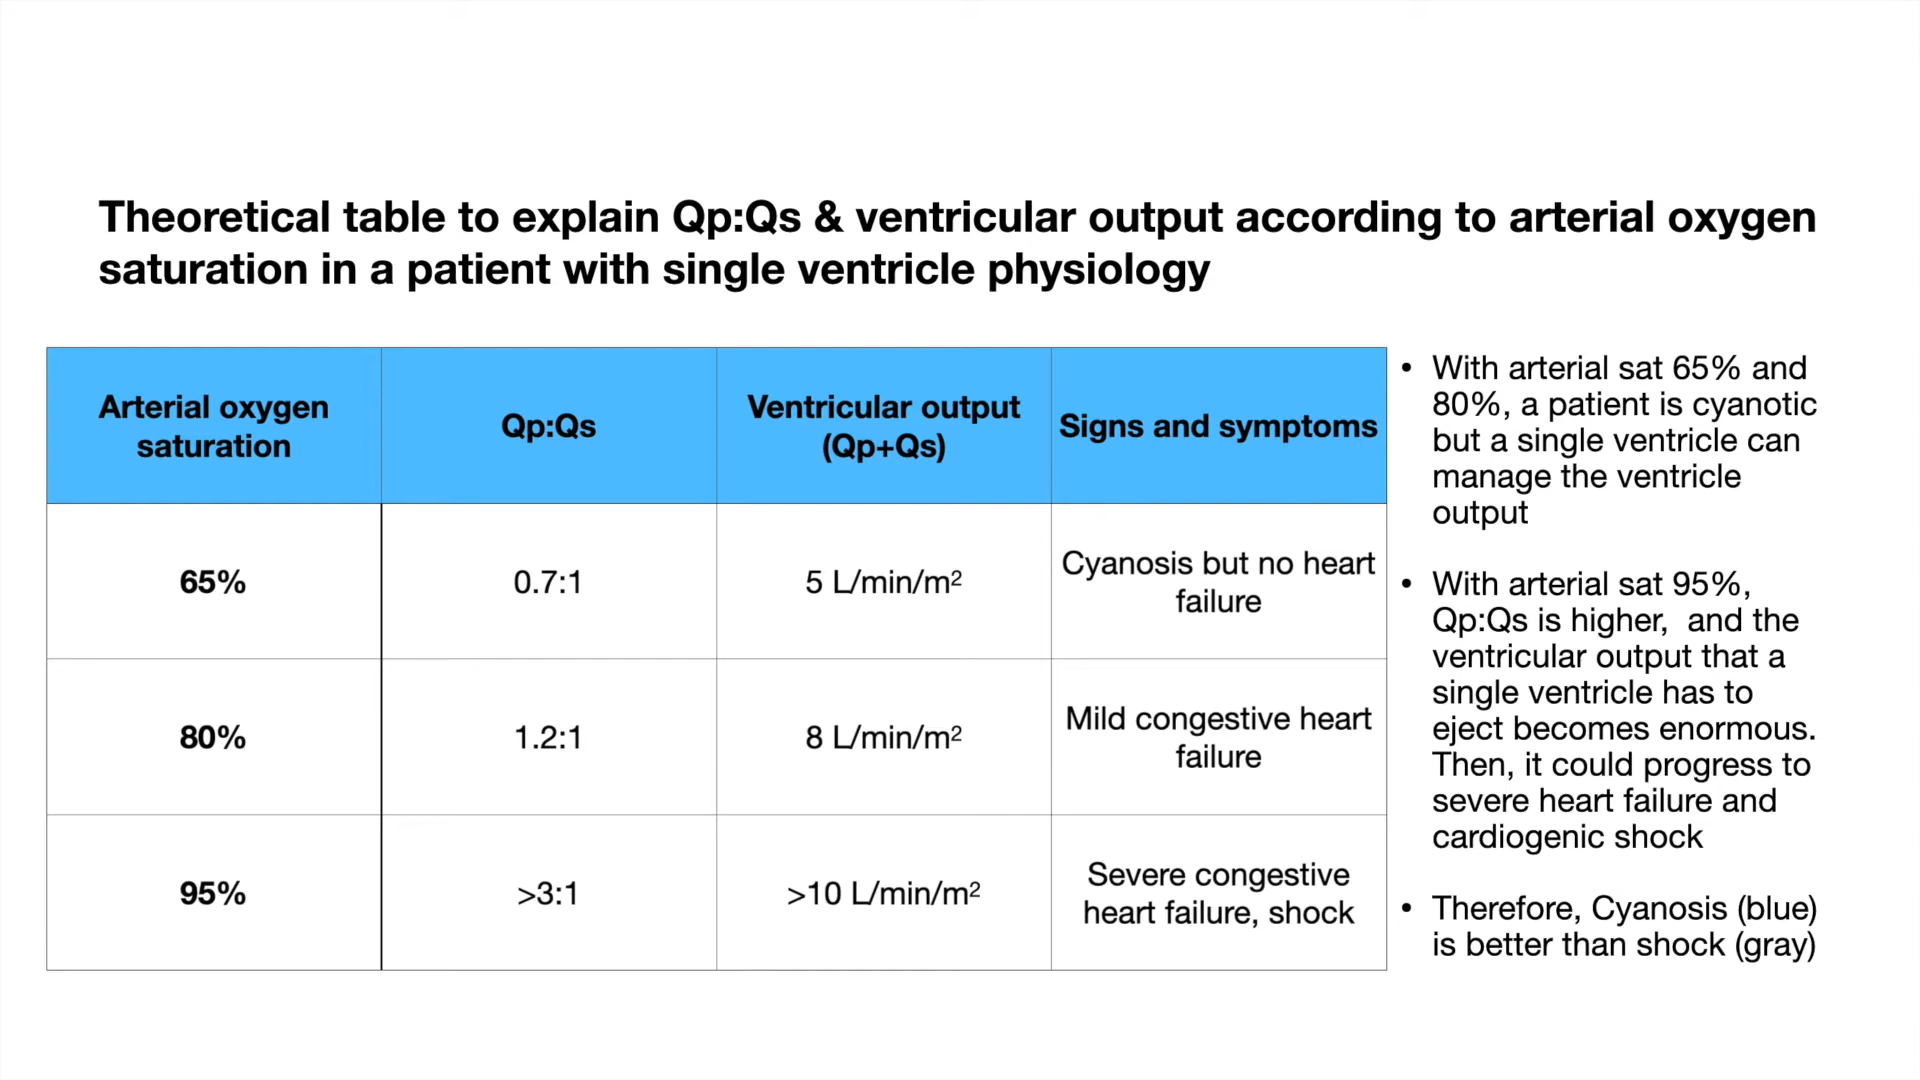 Theoretical table to explain Qp:Qs & ventricular output according to arterial oxygen
saturation in a patient with single ventricle physiology
Arterial oxygen
saturation
Qp:Qs
Ventricular output
(Qp+Qs)
Signs and symptoms
65%
0.7:1
5 L/min/m²
Cyanosis but no heart
failure
80%
1.2:1
8 L/min/m²
Mild congestive heart
failure
95%
>3:1
>10 L/min/m²
Severe congestive
heart failure, shock
• With arterial sat 65% and
80%, a patient is cyanotic
but a single ventricle can
manage the ventricle
output
• With arterial sat 95%,
Qp:Qs is higher,  and the
ventricular output that a
single ventricle has to
eject becomes enormous.
Then, it could progress to
severe heart failure and
cardiogenic shock
• Therefore, Cyanosis (blue)
is better than shock (gray)